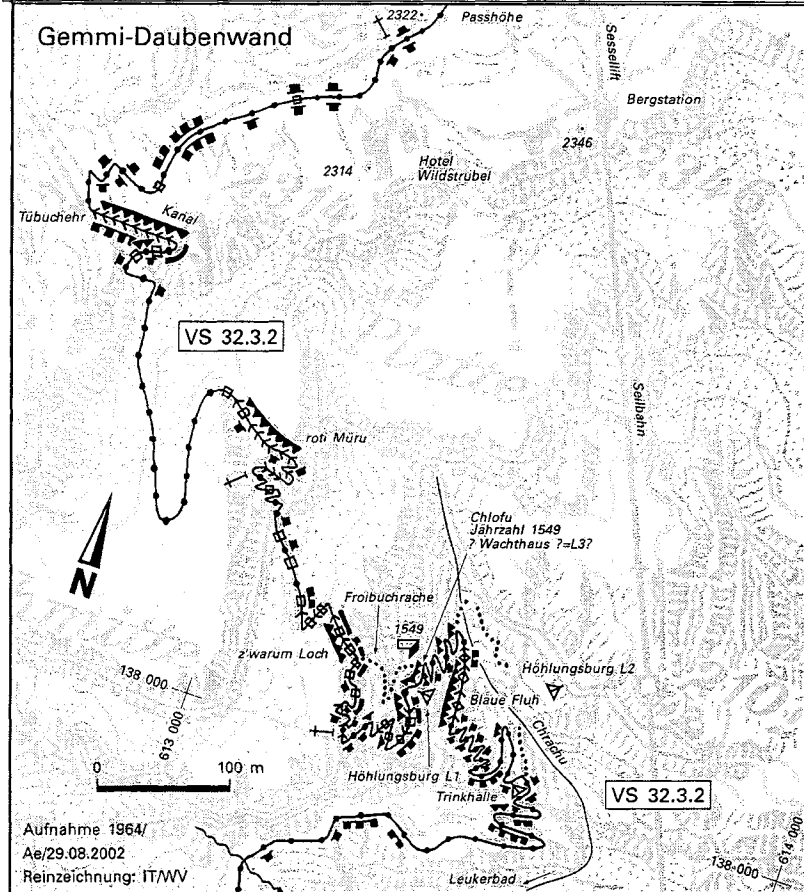 Gemmi-Daubenwand
2322
Passhöhe
Sessellift
Bergstation
2346
2314
Hotel
Wildstrubel
Tübuchehr
Kanal
VS 32.3.2
Seilbahn
roti Müru
Chlofu
Jahrzahl 1549
? Wachthaus ?=L3?
N
Froibuchrache
1549
z'warum Loch
Höhlungsburg L2
Blaue Fluh
Chrachu
138 000
613 000
0 100 m
Höhlungsburg L1
Trinkhalle
VS 32.3.2
Aufnahme 1964/
Ae/29.08.2002
Reinzeichnung: IT/WV
Leukerbad
138 000
614 000